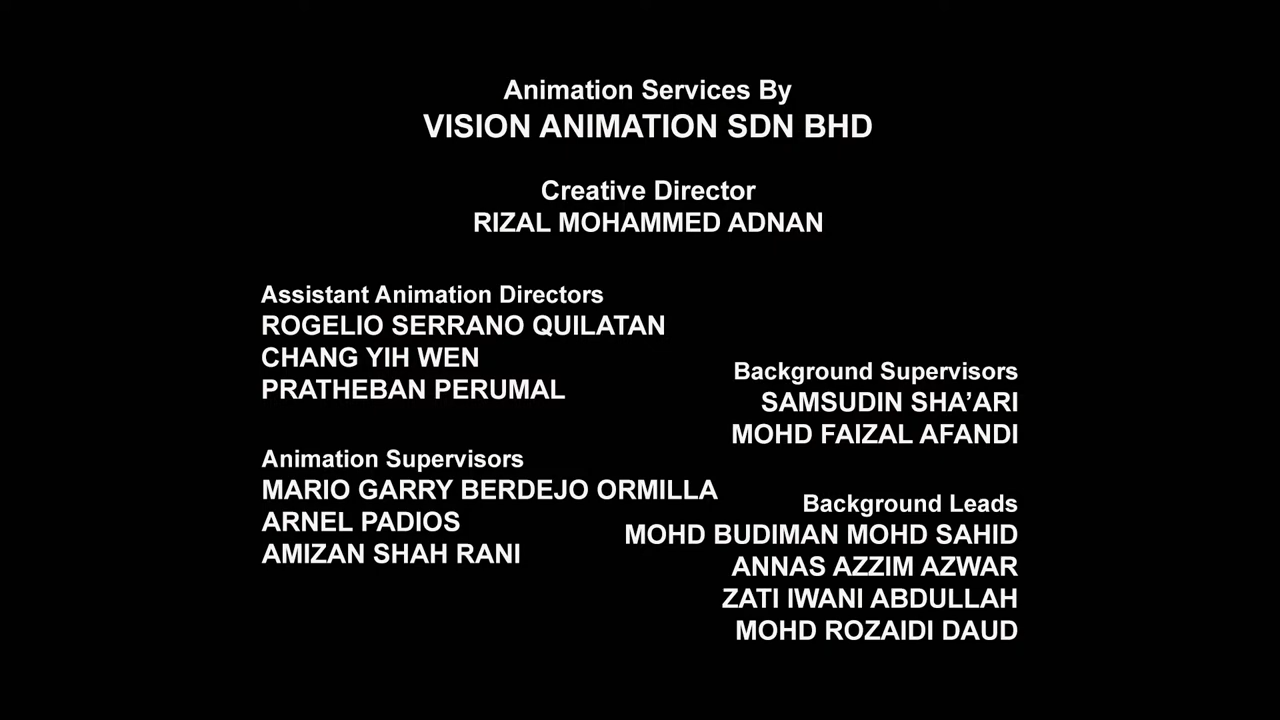 Animation Services By
VISION ANIMATION SDN BHD
Creative Director
RIZAL MOHAMMED ADNAN
Assistant Animation Directors
ROGELIO SERRANO QUILATAN
CHANG YIH WEN
PRATHEBAN PERUMAL
Animation Supervisors
MARIO GARRY BERDEJO ORMILLA
ARNEL PADIOS
AMIZAN SHAH RANI
Background Supervisors
SAMSUDIN SHA’ARI
MOHD FAIZAL AFANDI
Background Leads
MOHD BUDIMAN MOHD SAHID
ANNAS AZZIM AZWAR
ZATI IWANI ABDULLAH
MOHD ROZAIDI DAUD